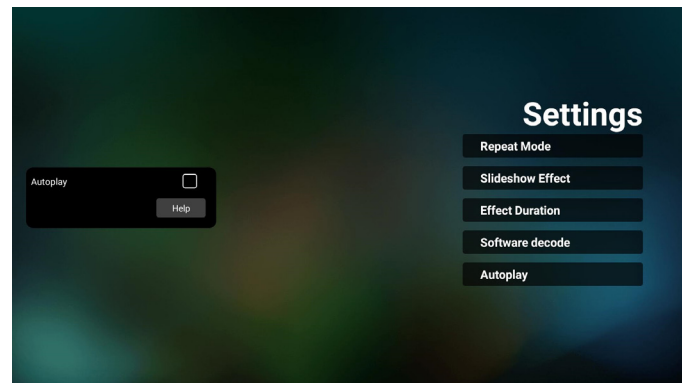 Settings
Repeat Mode
Slideshow Effect
Effect Duration
Software decode
Autoplay
Autoplay
Help